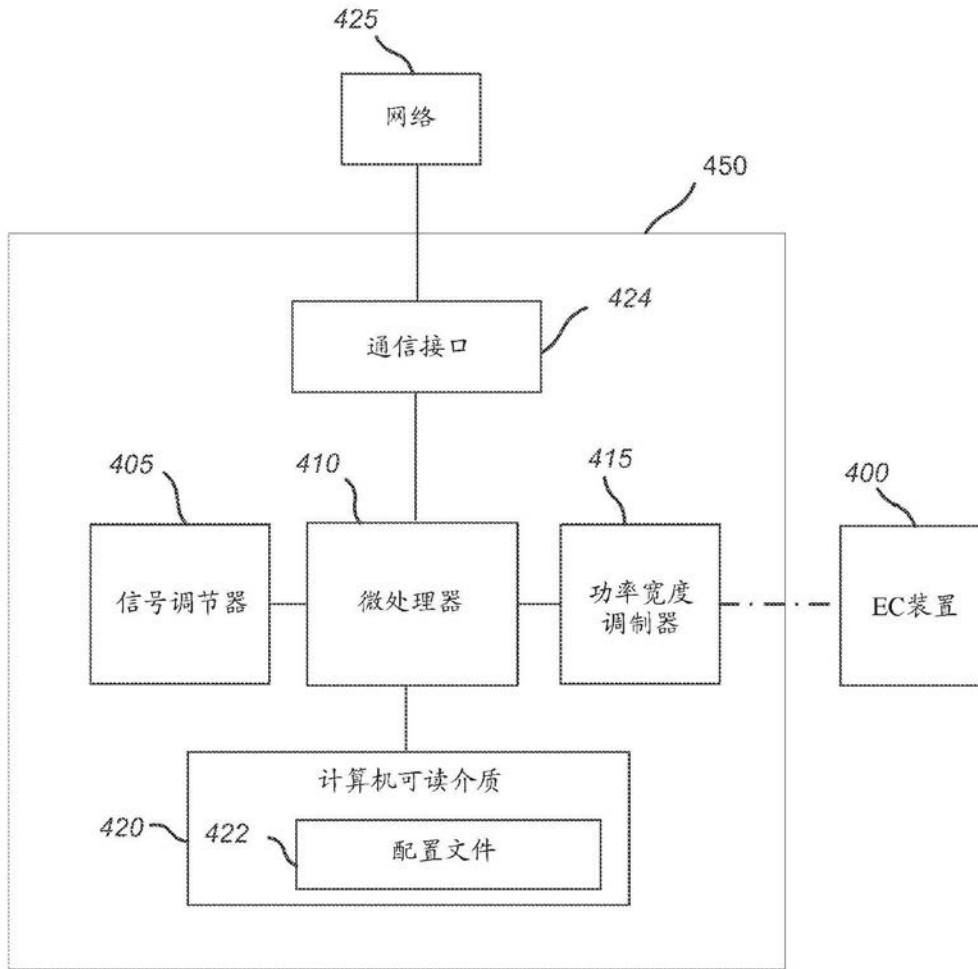 425
网络
450
424
通信接口
405
410
415
400
信号调节器
微处理器
功率宽度
调制器
EC装置
计算机可读介质
420
422
配置文件